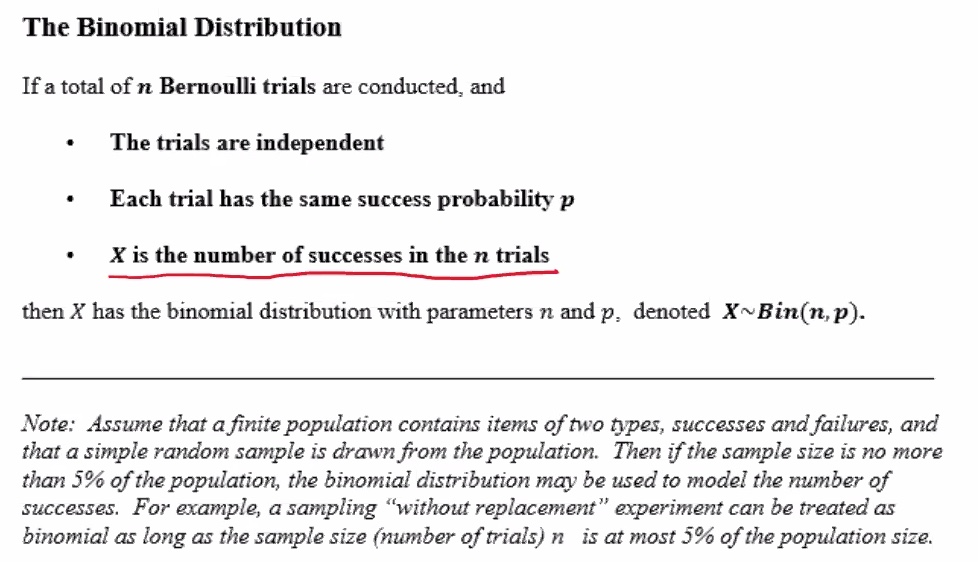 The Binomial Distribution
If a total of n Bernoulli trials are conducted, and
• The trials are independent
• Each trial has the same success probability p
• X is the number of successes in the n trials
then X has the binomial distribution with parameters n and p, denoted X~Bin(n, p).
Note: Assume that a finite population contains items of two types, successes and failures, and
that a simple random sample is drawn from the population. Then if the sample size is no more
than 5% of the population, the binomial distribution may be used to model the number of
successes. For example, a sampling “without replacement” experiment can be treated as
binomial as long as the sample size (number of trials) n is at most 5% of the population size.